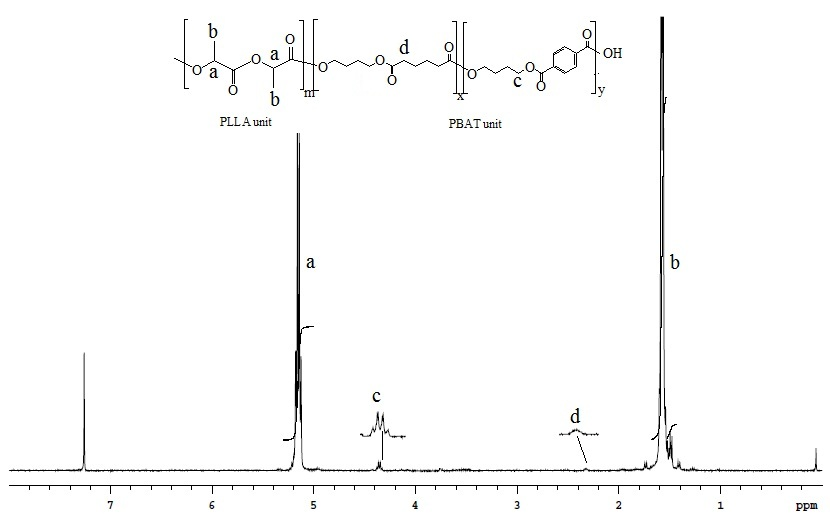 b d O
O O a O O OH
O a O m O O c O x y
b
PLLA unit PBAT unit
a b
c d
7 6 5 4 3 2 1 ppm